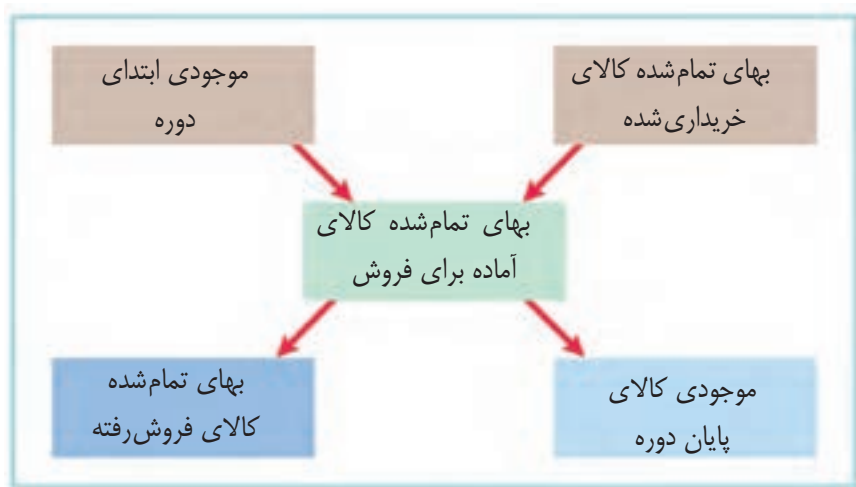 بهای تمام‌شده کالای
خریداری‌شده
موجودی ابتدای
دوره
بهای تمام‌شده کالای
آماده برای فروش
موجودی کالای
پایان دوره
بهای تمام‌شده
کالای فروش‌رفته